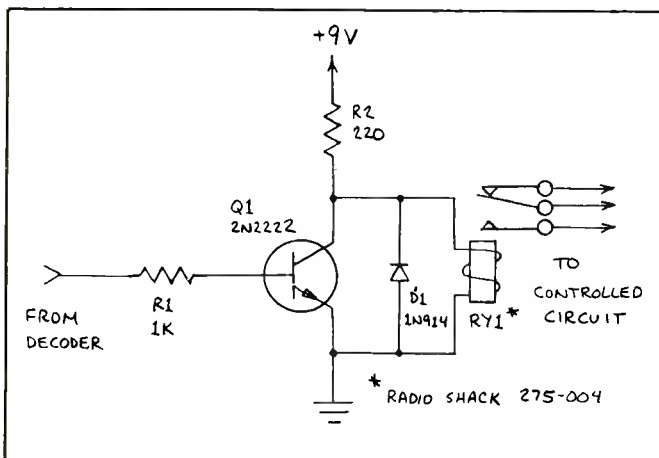 +9V
R2
220
Q1
2N2222
R1
1K
FROM
DECODER
D1
1N914
RY1*
TO
CONTROLLED
CIRCUIT
* RADIO SHACK 275-004